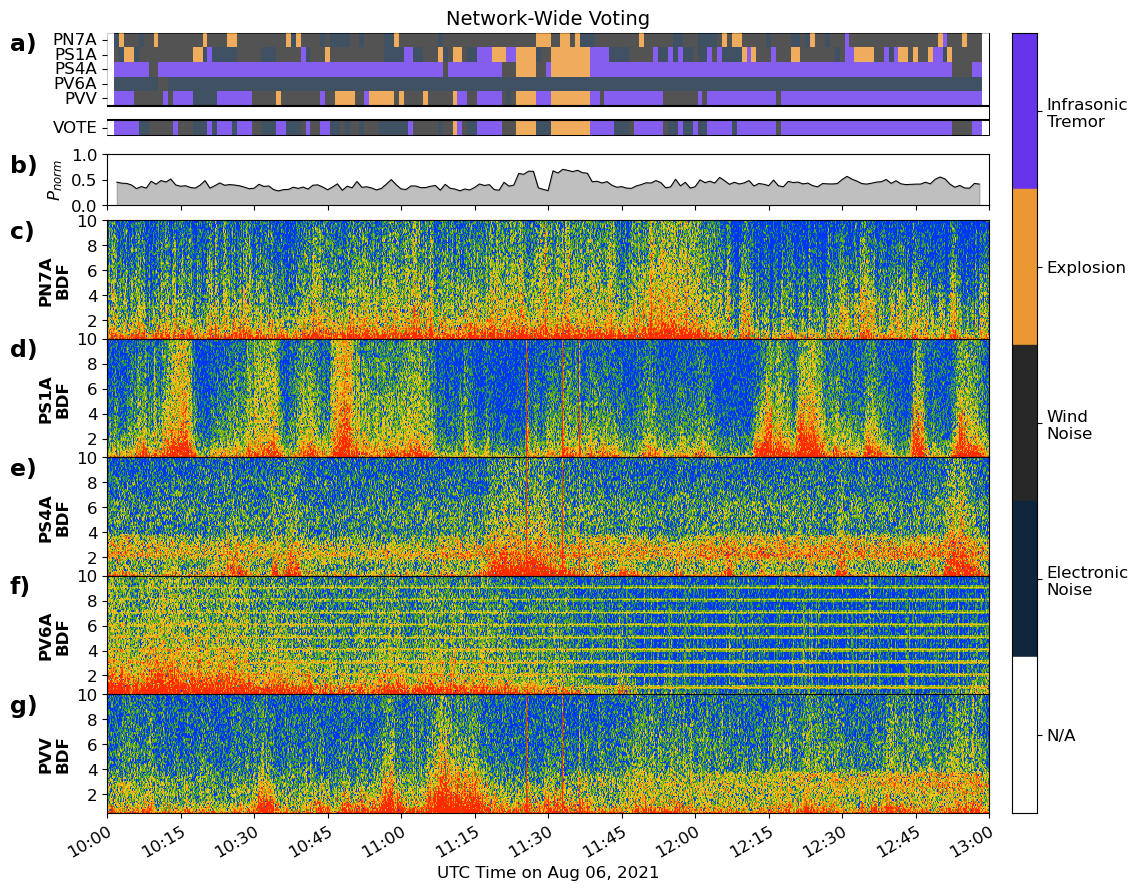 Network-Wide Voting
a)
PN7A
PS1A
PS4A
PV6A
PVV
VOTE
b)
P_norm
1.0
0.5
0.0
c)
PN7A
BDF
10
8
6
4
2
d)
PS1A
BDF
10
8
6
4
2
e)
PS4A
BDF
10
8
6
4
2
f)
PV6A
BDF
10
8
6
4
2
g)
PVV
BDF
10
8
6
4
2
10:00
10:15
10:30
10:45
11:00
11:15
11:30
11:45
12:00
12:15
12:30
12:45
13:00
UTC Time on Aug 06, 2021
Infrasonic
Tremor
Explosion
Wind
Noise
Electronic
Noise
N/A